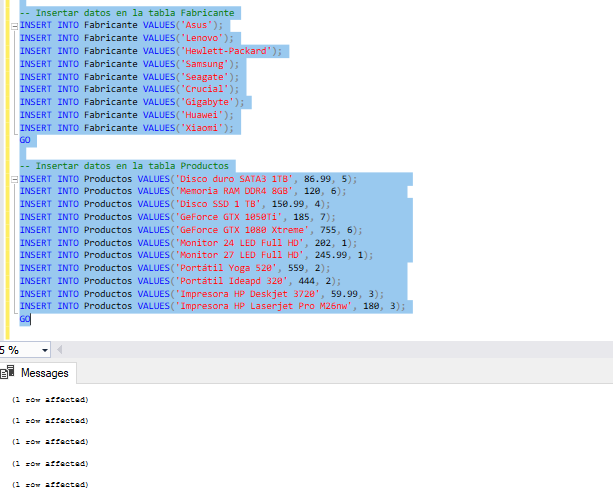 -- Insertar datos en la tabla Fabricante
INSERT INTO Fabricante VALUES('Asus');
INSERT INTO Fabricante VALUES('Lenovo');
INSERT INTO Fabricante VALUES('Hewlett-Packard');
INSERT INTO Fabricante VALUES('Samsung');
INSERT INTO Fabricante VALUES('Seagate');
INSERT INTO Fabricante VALUES('Crucial');
INSERT INTO Fabricante VALUES('Gigabyte');
INSERT INTO Fabricante VALUES('Huawei');
INSERT INTO Fabricante VALUES('Xiaomi');
GO
-- Insertar datos en la tabla Productos
INSERT INTO Productos VALUES('Disco duro SATA3 1TB', 86.99, 5);
INSERT INTO Productos VALUES('Memoria RAM DDR4 8GB', 120, 6);
INSERT INTO Productos VALUES('Disco SSD 1 TB', 150.99, 4);
INSERT INTO Productos VALUES('GeForce GTX 1050Ti', 185, 7);
INSERT INTO Productos VALUES('GeForce GTX 1080 Xtreme', 755, 6);
INSERT INTO Productos VALUES('Monitor 24 LED Full HD', 202, 1);
INSERT INTO Productos VALUES('Monitor 27 LED Full HD', 245.99, 1);
INSERT INTO Productos VALUES('Portátil Yoga 520', 559, 2);
INSERT INTO Productos VALUES('Portátil Ideapd 320', 444, 2);
INSERT INTO Productos VALUES('Impresora HP Deskjet 3720', 59.99, 3);
INSERT INTO Productos VALUES('Impresora HP Laserjet Pro M26nw', 180, 3);
GO
5 %
Messages
(1 row affected)
(1 row affected)
(1 row affected)
(1 row affected)
(1 row affected)